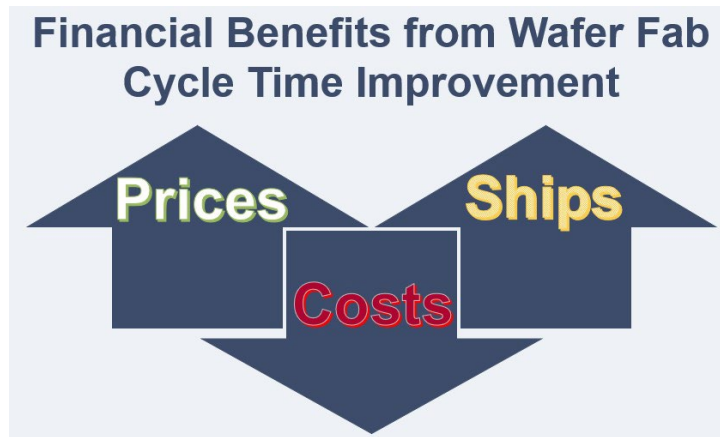 Financial Benefits from Wafer Fab
Cycle Time Improvement
Prices
Ships
Costs